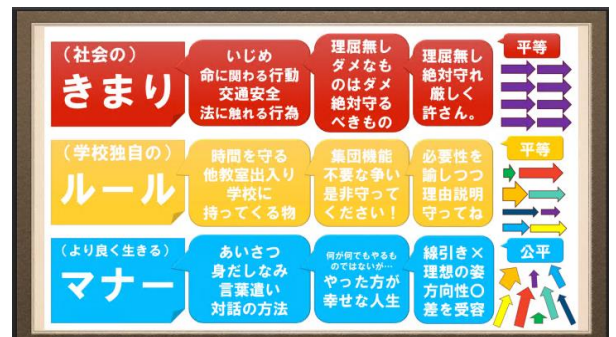 (社会の)
きまり
いじめ
命に関わる行動
交通安全
法に触れる行為
理屈無し
ダメなも
のはダメ
絶対守る
べきもの
理屈無し
絶対守れ
厳しく
許さん。
平等
(学校独自の)
ルール
時間を守る
他教室出入り
学校に
持ってくる物
集団機能
不要な争い
是非守って
ください！
必要性を
諭しつつ
理由説明
守ってね
平等
(より良く生きる)
マナー
あいさつ
身だしなみ
言葉遣い
対話の方法
何が何でもやるも
のではないが…
やった方が
幸せな人生
線引き×
理想の姿
方向性〇
差を受容
公平